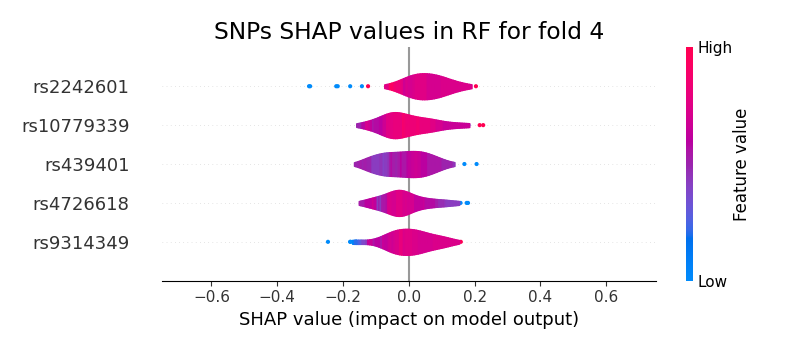 SNPs SHAP values in RF for fold 4
High
rs2242601
rs10779339
rs439401
rs4726618
rs9314349
Feature value
Low
−0.6 −0.4 −0.2 0.0 0.2 0.4 0.6
SHAP value (impact on model output)